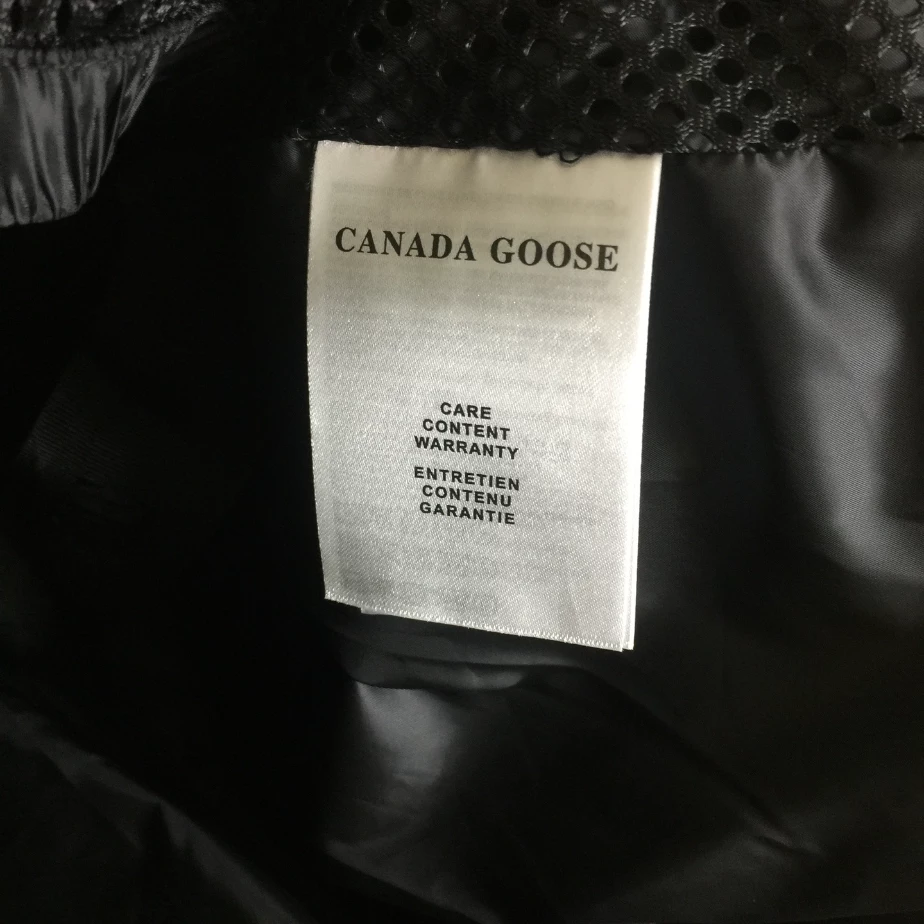 CANADA GOOSE
CARE
CONTENT
WARRANTY
ENTRETIEN
CONTENU
GARANTIE